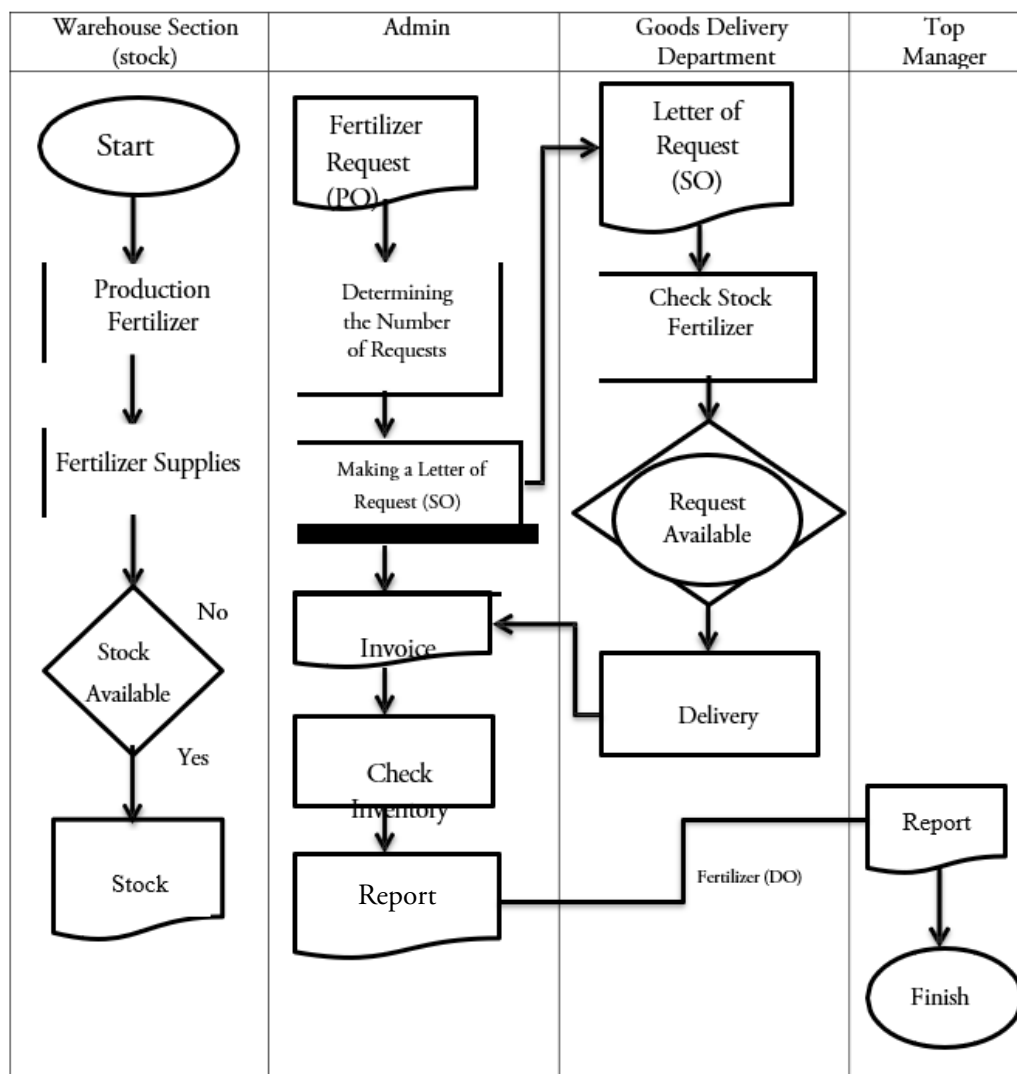 Warehouse Section
(stock)
Admin
Goods Delivery
Department
Top
Manager
Start
Production
Fertilizer
Fertilizer Supplies
No
Stock
Available
Yes
Stock
Fertilizer
Request
(PO)
Determining
the Number
of Requests
Making a Letter of
Request (SO)
Invoice
Check
Inventory
Report
Letter of
Request
(SO)
Check Stock
Fertilizer
Request
Available
Delivery
Fertilizer (DO)
Report
Finish